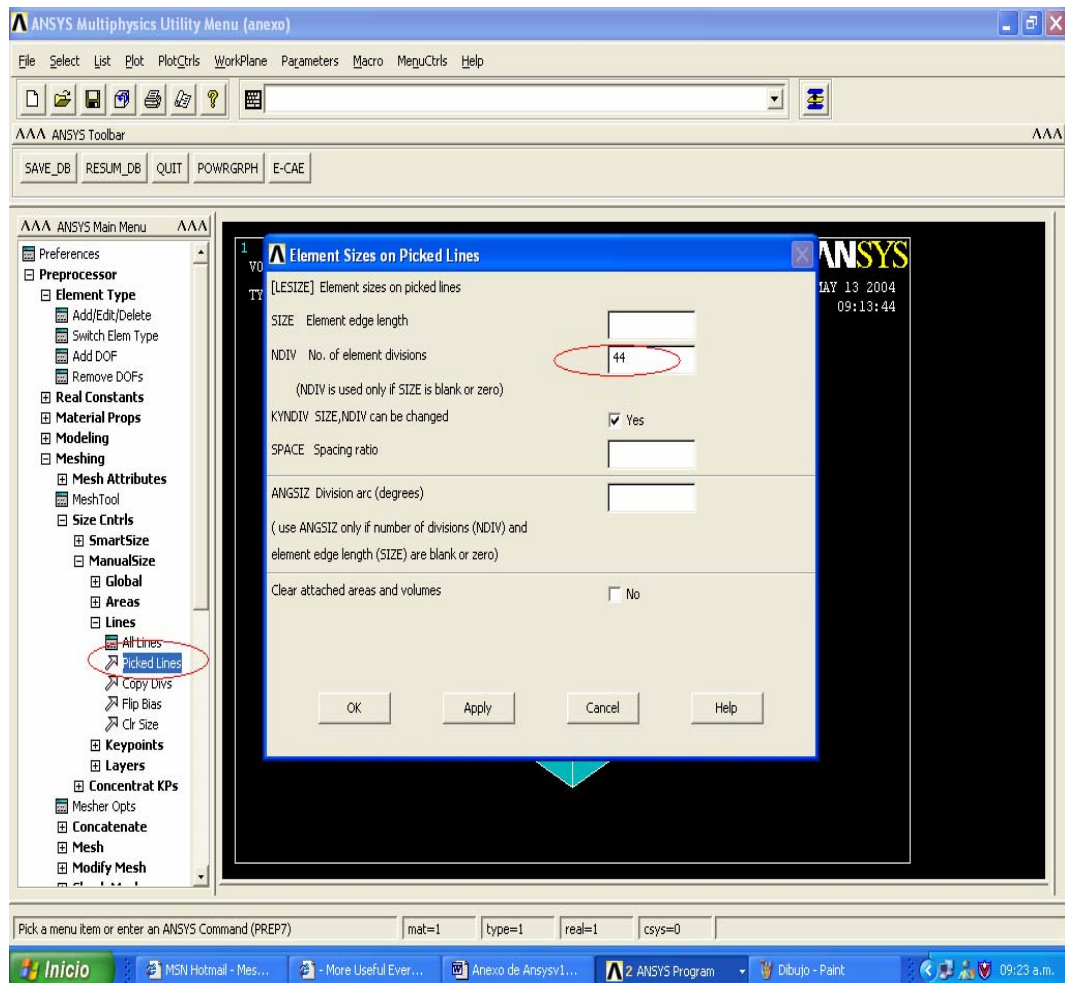 ANSYS Multiphysics Utility Menu (anexo)
File Select List Plot PlotCtrls WorkPlane Parameters Macro MenuCtrls Help
ANSYS Toolbar
SAVE_DB RESUM_DB QUIT POWRGRPH E-CAE
ANSYS Main Menu
Preferences
Preprocessor
Element Type
Add/Edit/Delete
Switch Elem Type
Add DOF
Remove DOFs
Real Constants
Material Props
Modeling
Meshing
Mesh Attributes
MeshTool
Size Cntrls
SmartSize
ManualSize
Global
Areas
Lines
All Lines
Picked Lines
Copy Divs
Flip Bias
Clr Size
Keypoints
Layers
Concentrat KPs
Mesher Opts
Concatenate
Mesh
Modify Mesh
1
VO
TY
ANSYS
MAY 13 2004
09:13:44
Element Sizes on Picked Lines
[LESIZE] Element sizes on picked lines
SIZE Element edge length
NDIV No. of element divisions 44
(NDIV is used only if SIZE is blank or zero)
KYNDIV SIZE,NDIV can be changed Yes
SPACE Spacing ratio
ANGSIZ Division arc (degrees)
( use ANGSIZ only if number of divisions (NDIV) and
element edge length (SIZE) are blank or zero)
Clear attached areas and volumes No
OK Apply Cancel Help
Pick a menu item or enter an ANSYS Command (PREP7) mat=1 type=1 real=1 csys=0
Inicio MSN Hotmail - Mes... - More Useful Ever... Anexo de Ansysv1... 2 ANSYS Program Dibujo - Paint 09:23 a.m.